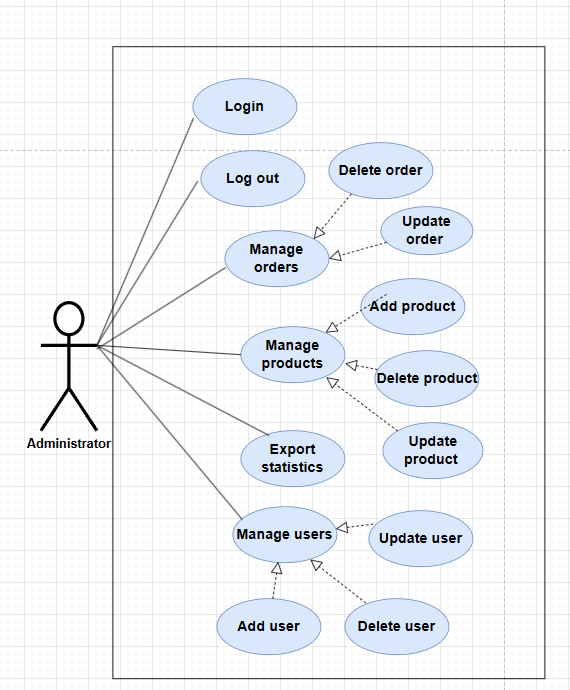 Login
Log out
Delete order
Update
order
Manage
orders
Add product
Manage
products
Delete product
Update
product
Administrator
Export
statistics
Manage users
Update user
Add user
Delete user